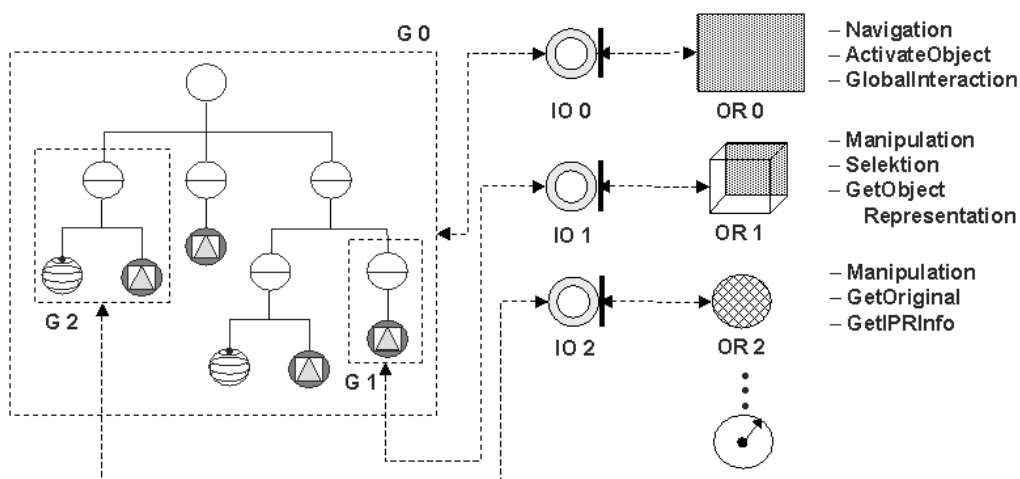 G 0
G 2
G 1
IO 0
OR 0
– Navigation
– ActivateObject
– GlobalInteraction
IO 1
OR 1
– Manipulation
– Selektion
– GetObject
Representation
IO 2
OR 2
– Manipulation
– GetOriginal
– GetIPRInfo